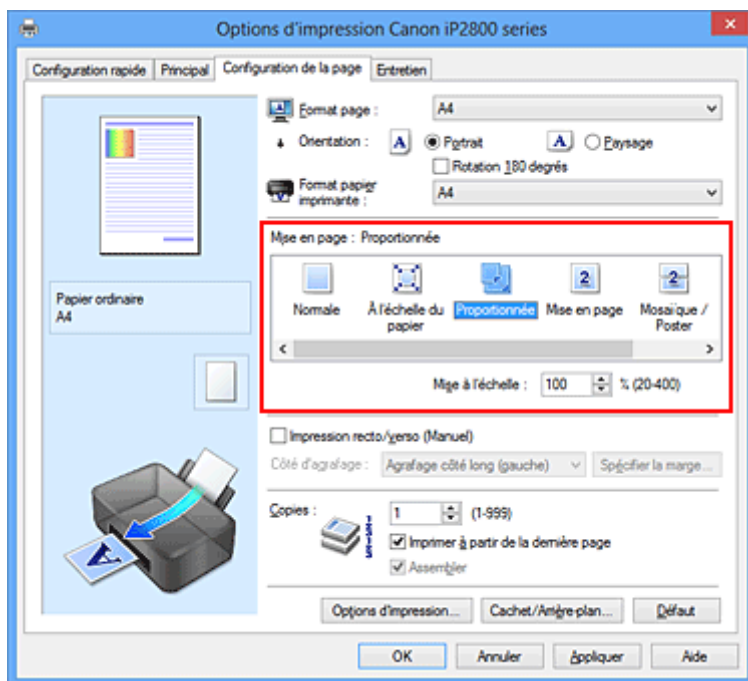 Options d'impression Canon iP2800 series
Configuration rapide Principal Configuration de la page Entretien
Format page : A4
Orientation : A Portrait A Paysage
Rotation 180 degrés
Format papier imprimante : A4
Papier ordinaire
A4
Mise en page : Proportionnée
Normale
À l'échelle du papier
Proportionnée
2 Mise en page
2 Mosaïque / Poster
Mise à l'échelle : 100 % (20-400)
Impression recto/verso (Manuel)
Côté d'agrafage : Agrafage côté long (gauche) Spécifier la marge...
Copies : 1 (1-999)
Imprimer à partir de la dernière page
Assembler
A
Options d'impression... Cachet/Arrière-plan... Défaut
OK Annuler Appliquer Aide